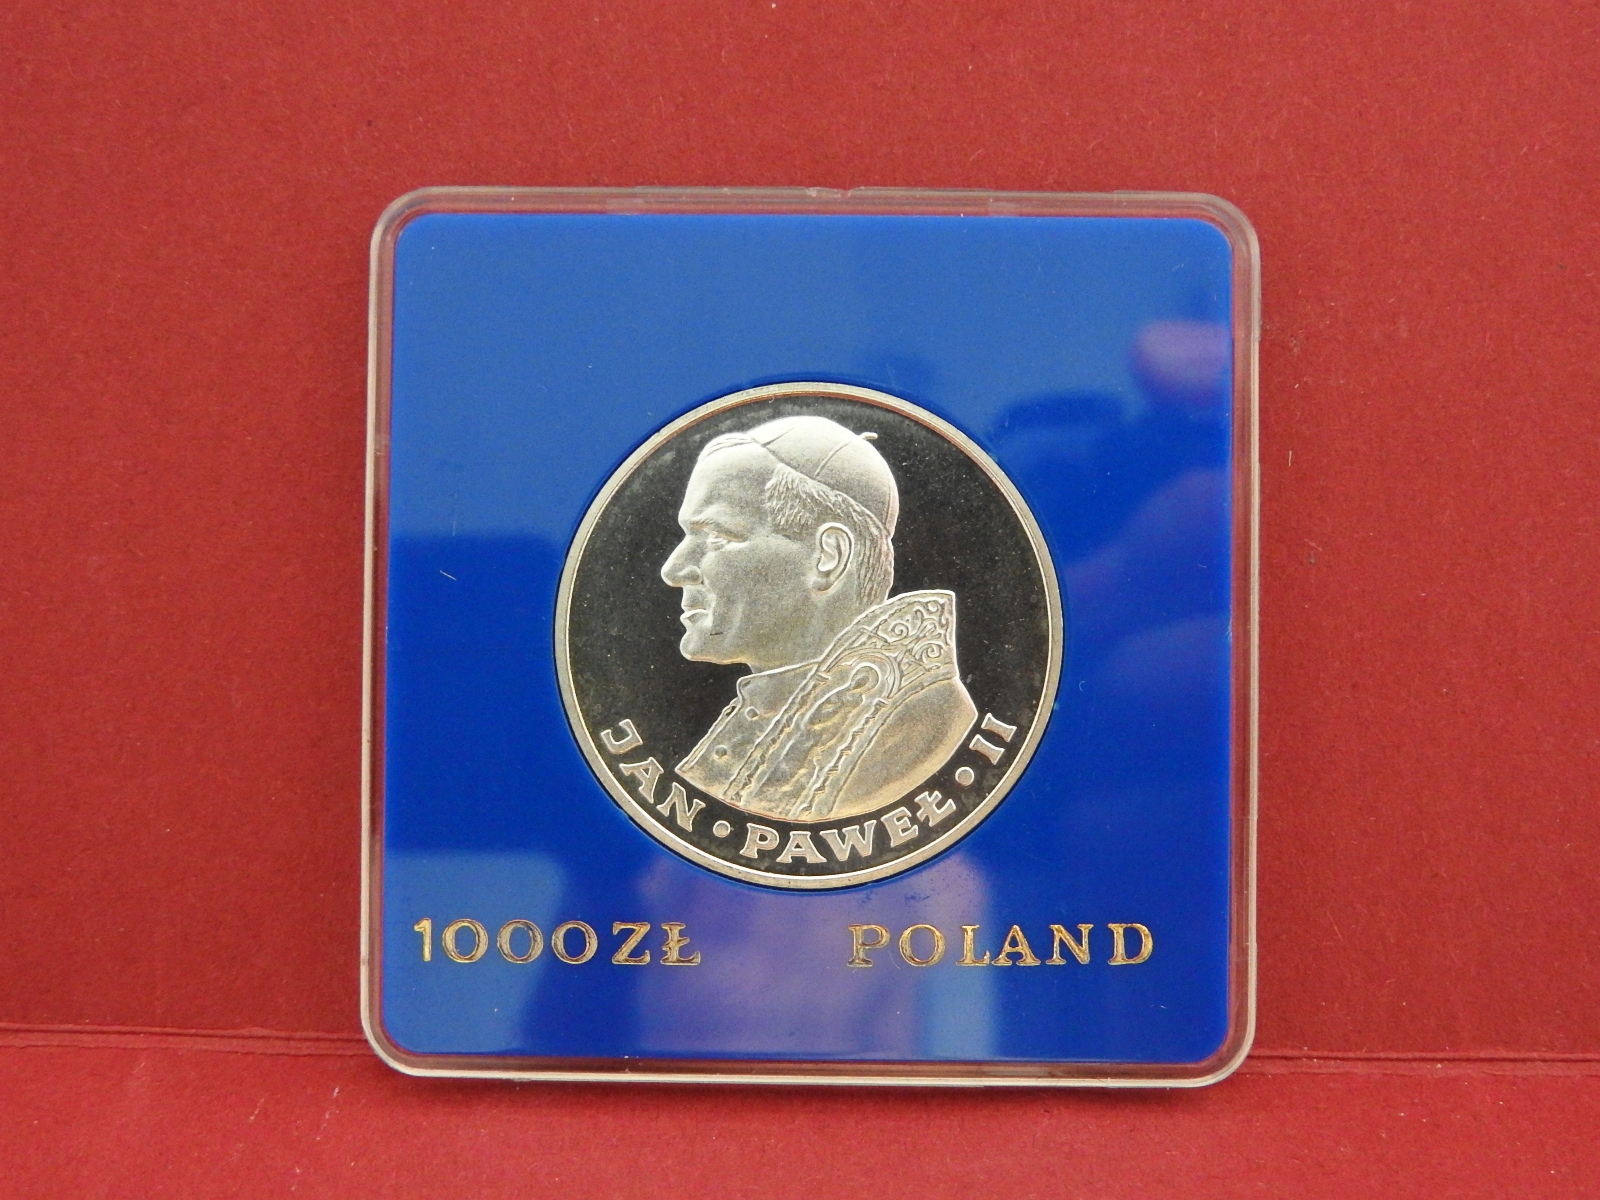 JAN • PAWEŁ • II
1000ZŁ POLAND